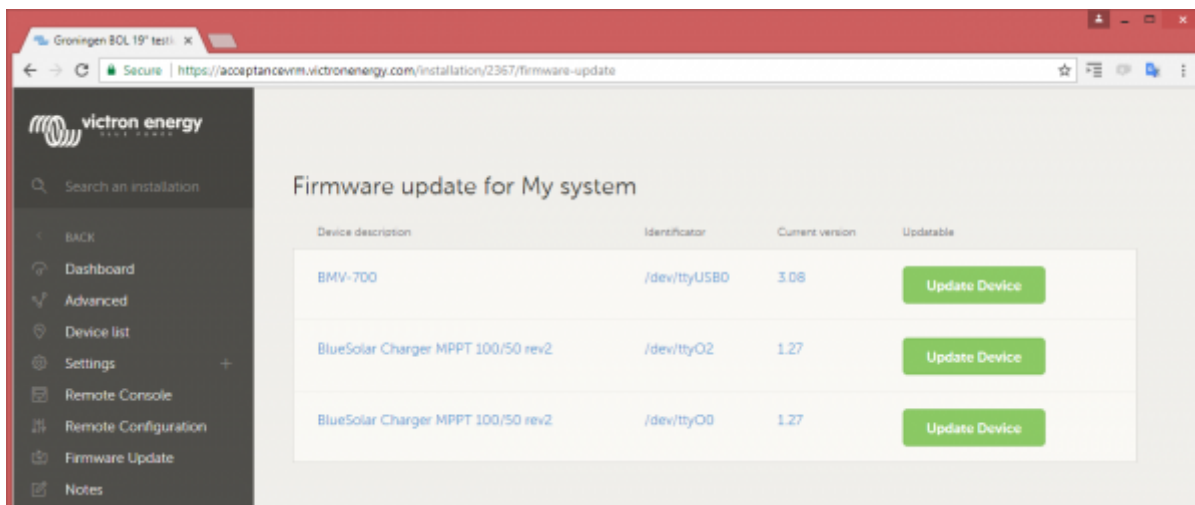 Groningen BOL 19" testi
Secure | https://acceptancevrm.victronenergy.com/installation/2367/firmware-update
victron energy
BLUE POWER
Search an installation
BACK
Dashboard
Advanced
Device list
Settings
Remote Console
Remote Configuration
Firmware Update
Notes
Firmware update for My system
Device description Identificator Current version Updatable
BMV-700 /dev/ttyUSB0 3.08 Update Device
BlueSolar Charger MPPT 100/50 rev2 /dev/ttyO2 1.27 Update Device
BlueSolar Charger MPPT 100/50 rev2 /dev/ttyO0 1.27 Update Device